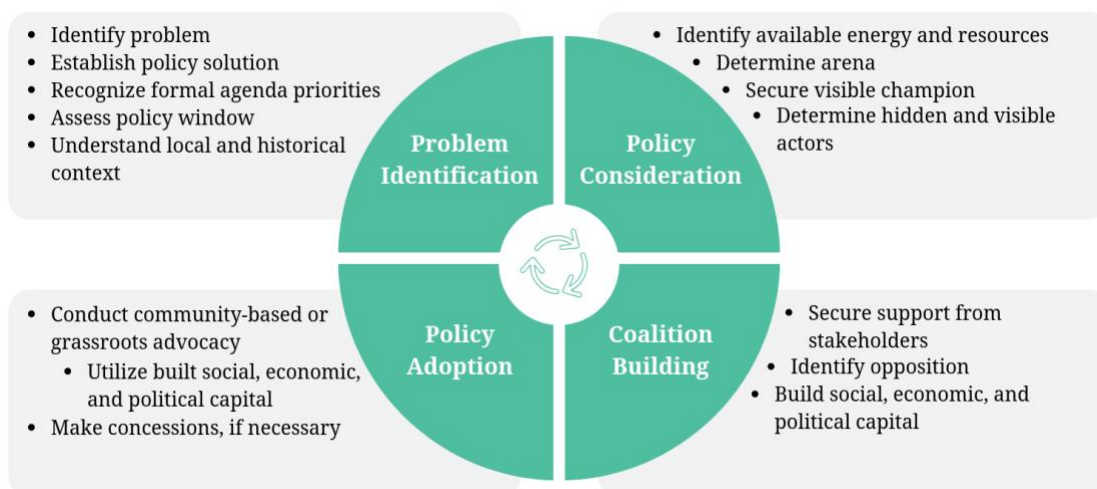 • Identify problem
• Establish policy solution
• Recognize formal agenda priorities
• Assess policy window
• Understand local and historical
context
Problem
Identification
• Identify available energy and resources
• Determine arena
• Secure visible champion
• Determine hidden and visible
actors
Policy
Consideration
• Conduct community-based or
grassroots advocacy
• Utilize built social, economic,
and political capital
• Make concessions, if necessary
Policy
Adoption
Coalition
Building
• Secure support from
stakeholders
• Identify opposition
• Build social, economic, and
political capital